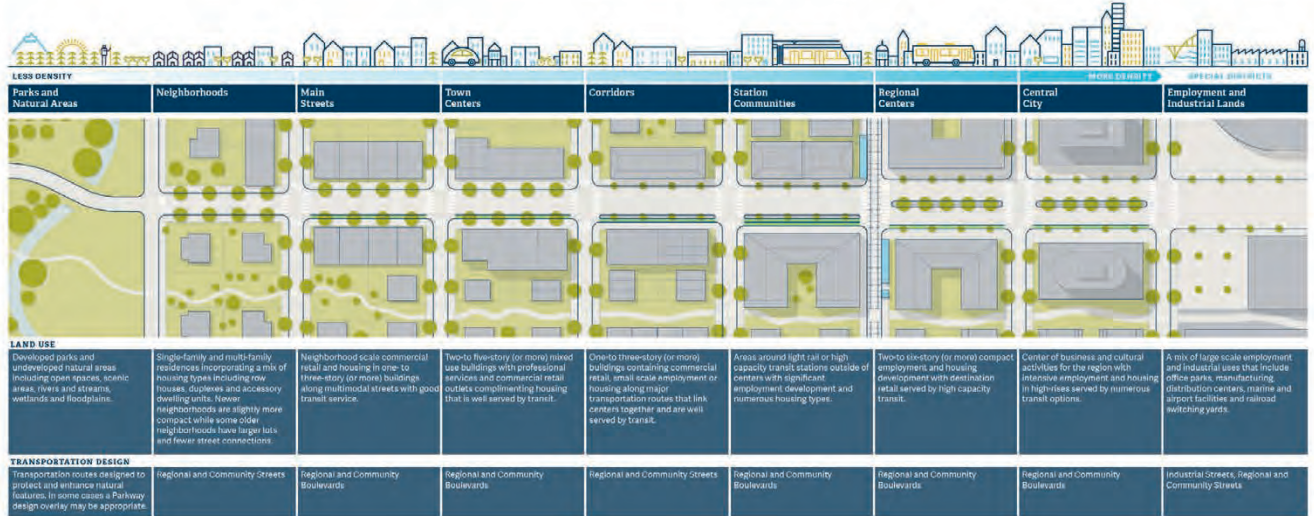 LESS DENSITY
MORE DENSITY
SPECIAL DISTRICTS
Parks and
Natural Areas
Neighborhoods
Main
Streets
Town
Centers
Corridors
Station
Communities
Regional
Centers
Central
City
Employment and
Industrial Lands
LAND USE
Developed parks and
undeveloped natural areas
including open spaces, scenic
areas, rivers and streams,
wetlands and floodplains.
Single-family and multi-family
residences incorporating a mix of
housing types including row
houses, duplexes and accessory
dwelling units. Newer
neighborhoods are slightly more
compact while some older
neighborhoods have larger lots
and fewer street connections.
Neighborhood scale commercial
retail and housing in one- to
three-story (or more) buildings
along multimodal streets with good
transit service.
Two-to five-story (or more) mixed
use buildings with professional
services and commercial retail
outlets complimenting housing
that is well served by transit.
One-to three-story (or more)
buildings containing commercial
retail, small scale employment or
housing along major
transportation routes that link
centers together and are well
served by transit.
Areas around light rail or high
capacity transit stations outside of
centers with significant
employment development and
numerous housing types.
Two-to six-story (or more) compact
employment and housing
development with destination
retail served by high capacity
transit.
Center of business and cultural
activities for the region with
intensive employment and housing
in high-rises served by numerous
transit options.
A mix of large scale employment
and industrial uses that include
office parks, manufacturing,
distribution centers, marine and
airport facilities and railroad
switching yards.
TRANSPORTATION DESIGN
Transportation routes designed to
protect and enhance natural
features. In some cases a Parkway
design overlay may be appropriate.
Regional and Community Streets
Regional and Community
Boulevards
Regional and Community
Boulevards
Regional and Community Streets
Regional and Community
Boulevards
Regional and Community
Boulevards
Regional and Community
Boulevards
Industrial Streets, Regional and
Community Streets